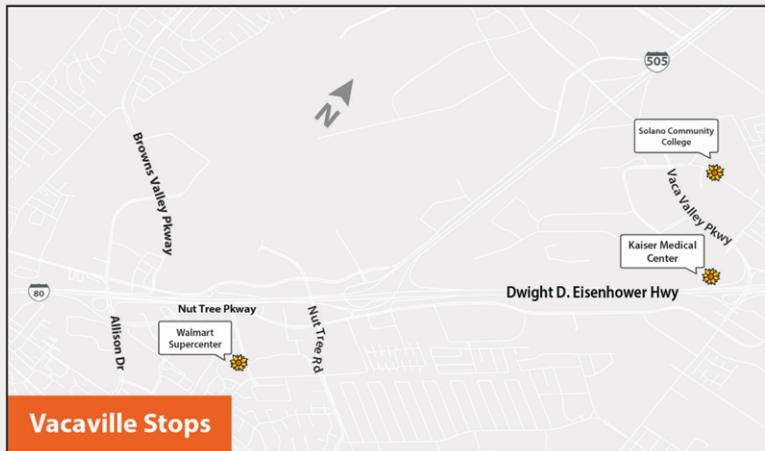 505
Solano Community
College
N
Browns Valley Pkway
Vaca Valley Pkwy
Kaiser Medical
Center
80
Dwight D. Eisenhower Hwy
Nut Tree Pkway
Allison Dr
Walmart
Supercenter
Nut Tree Rd
Vacaville Stops